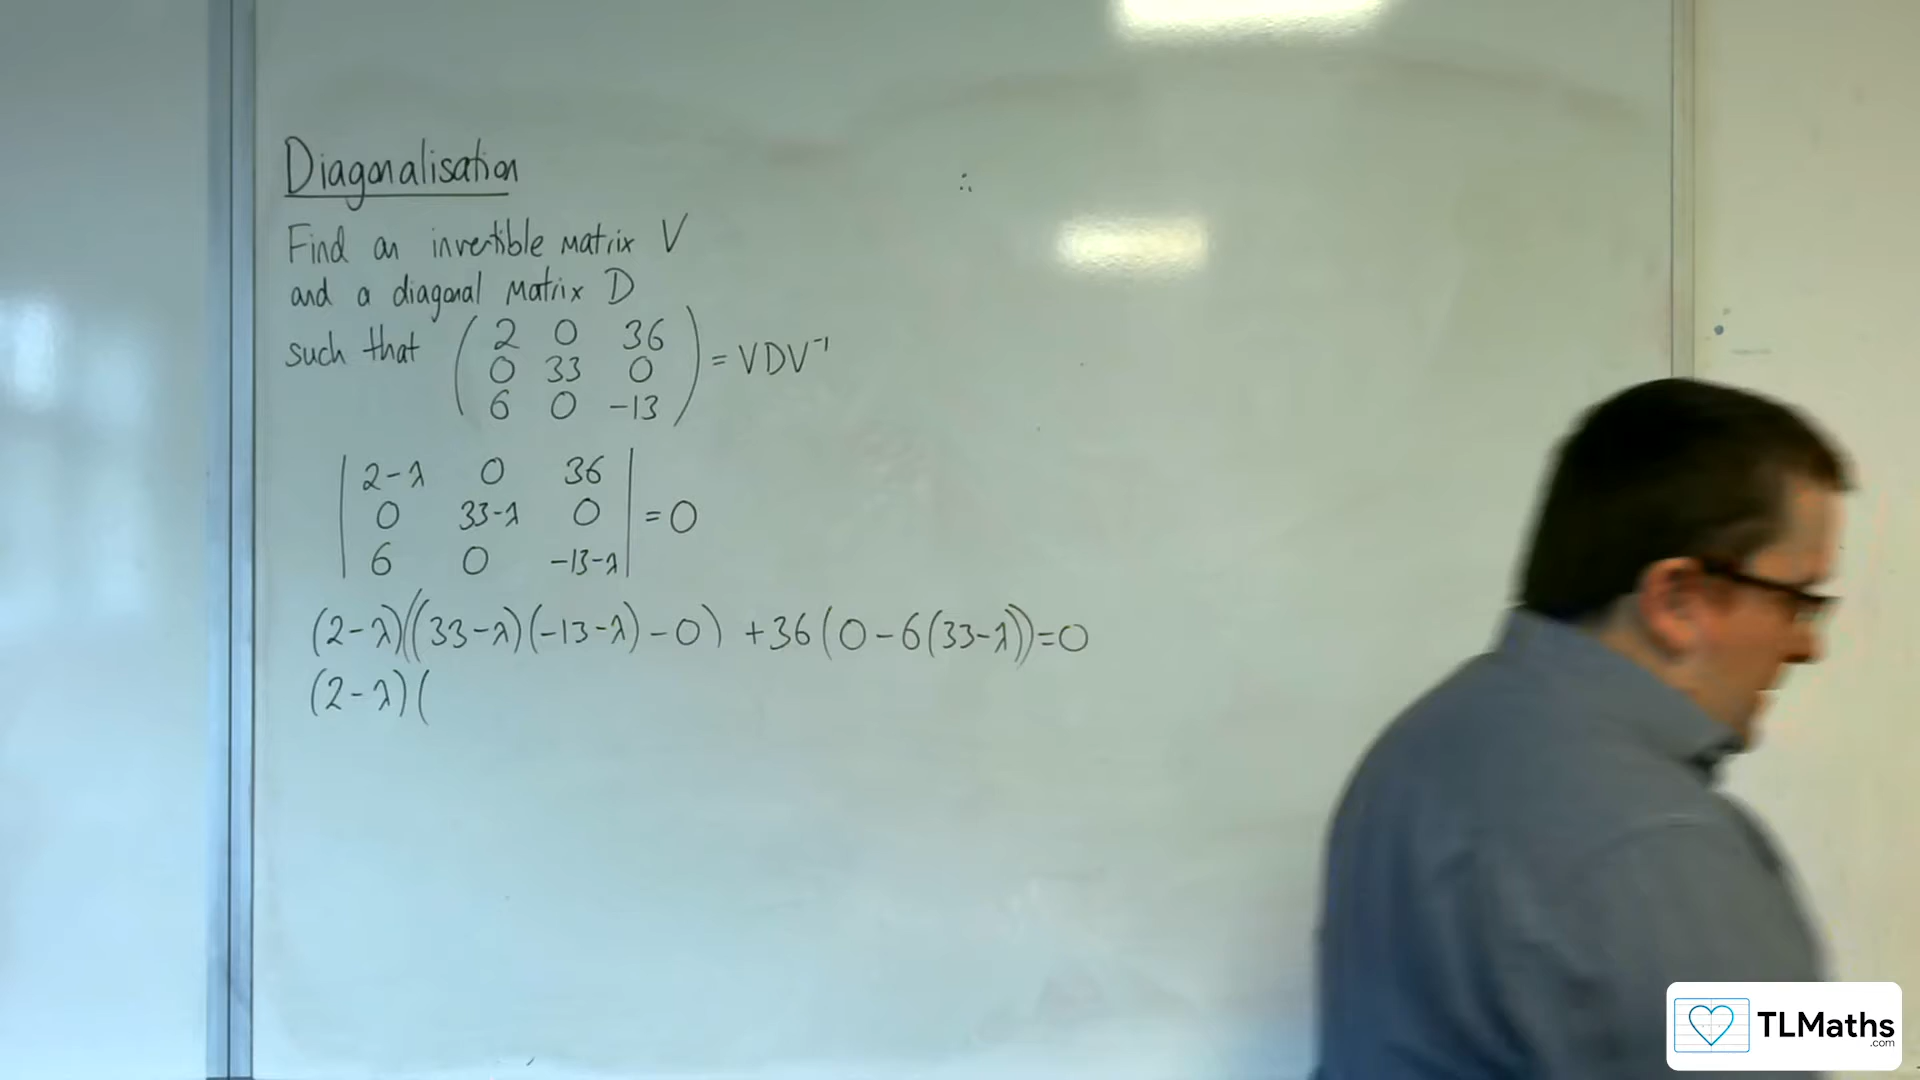 Diagonalisation
∴
Find an invertible matrix V
and a diagonal matrix D
such that ( 2 0 36 ) = VDV⁻¹
0 33 0
6 0 -13
| 2-λ 0 36 |
0 33-λ 0 = 0
6 0 -13-λ
(2-λ)((33-λ)(-13-λ)-0) +36(0-6(33-λ))=0
(2-λ)(
TLMaths
.com